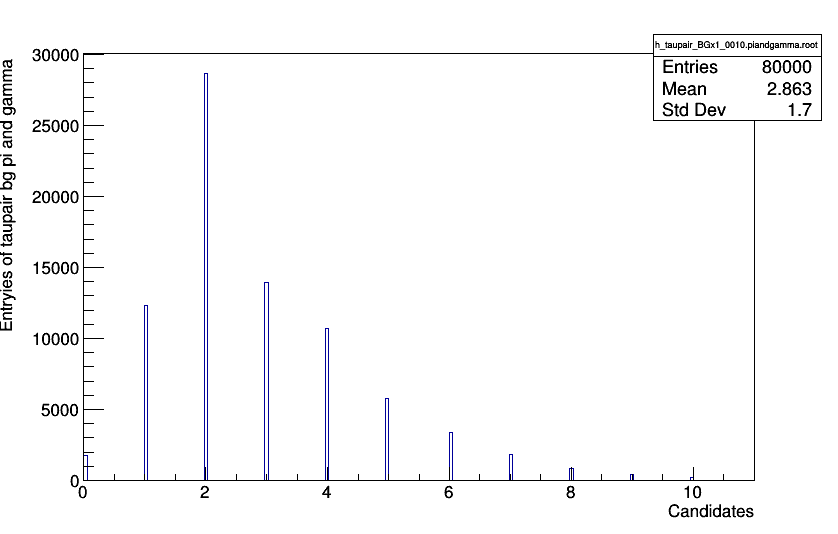 h_taupair_BGx1_0010.piandgamma.root
Entries 80000
Mean 2.863
Std Dev 1.7
Entryies of taupair bg pi and gamma
30000
25000
20000
15000
10000
5000
0
0 2 4 6 8 10
Candidates